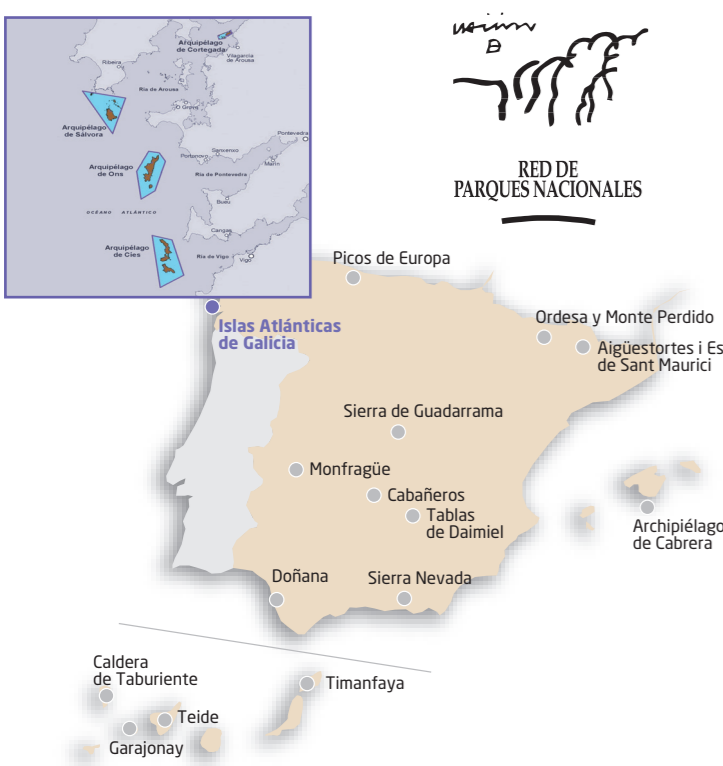 Arquipélago
de Cortegada
Vilagarcía
de Arousa
Ribeira
Ría de Arousa
O Grove
Arquipélago
de Sálvora
Pontevedra
Sanxenxo
Portonovo
Marín
Arquipélago
de Ons
Ría de Pontevedra
Bueu
OCÉANO ATLÁNTICO
Cangas
Arquipélago
de Cíes
Ría de Vigo
Vigo
RED DE
PARQUES NACIONALES
Picos de Europa
Islas Atlánticas
de Galicia
Ordesa y Monte Perdido
Aigüestortes i Es
de Sant Maurici
Sierra de Guadarrama
Monfragüe
Cabañeros
Tablas
de Daimiel
Archipiélago
de Cabrera
Doñana
Sierra Nevada
Caldera
de Taburiente
Timanfaya
Teide
Garajonay